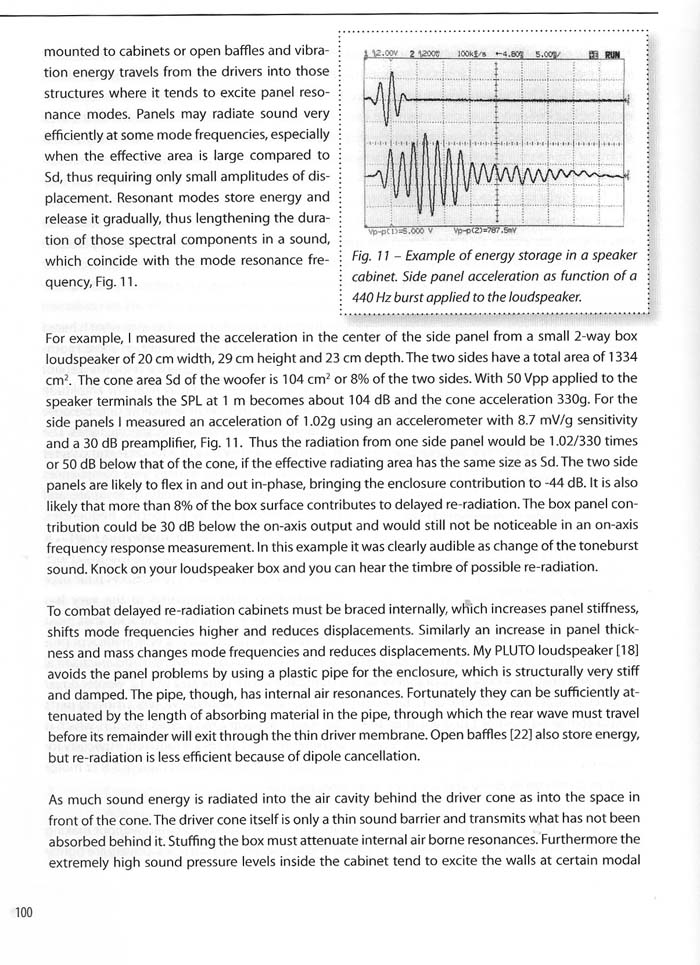 mounted to cabinets or open baffles and vibra-
tion energy travels from the drivers into those
structures where it tends to excite panel reso-
nance modes. Panels may radiate sound very
efficiently at some mode frequencies, especially
when the effective area is large compared to
Sd, thus requiring only small amplitudes of dis-
placement. Resonant modes store energy and
release it gradually, thus lengthening the dura-
tion of those spectral components in a sound,
which coincide with the mode resonance fre-
quency, Fig. 11.
2.00V 2 200 100k /s 4.80 5.00 RUN
Vp-p(1)=5.000 V Vp-p(2)=787.5mV
Fig. 11 – Example of energy storage in a speaker
cabinet. Side panel acceleration as function of a
440 Hz burst applied to the loudspeaker.
For example, I measured the acceleration in the center of the side panel from a small 2-way box
loudspeaker of 20 cm width, 29 cm height and 23 cm depth. The two sides have a total area of 1334
cm². The cone area Sd of the woofer is 104 cm² or 8% of the two sides. With 50 Vpp applied to the
speaker terminals the SPL at 1 m becomes about 104 dB and the cone acceleration 330g. For the
side panels I measured an acceleration of 1.02g using an accelerometer with 8.7 mV/g sensitivity
and a 30 dB preamplifier, Fig. 11. Thus the radiation from one side panel would be 1.02/330 times
or 50 dB below that of the cone, if the effective radiating area has the same size as Sd. The two side
panels are likely to flex in and out in-phase, bringing the enclosure contribution to -44 dB. It is also
likely that more than 8% of the box surface contributes to delayed re-radiation. The box panel con-
tribution could be 30 dB below the on-axis output and would still not be noticeable in an on-axis
frequency response measurement. In this example it was clearly audible as change of the toneburst
sound. Knock on your loudspeaker box and you can hear the timbre of possible re-radiation.
To combat delayed re-radiation cabinets must be braced internally, which increases panel stiffness,
shifts mode frequencies higher and reduces displacements. Similarly an increase in panel thick-
ness and mass changes mode frequencies and reduces displacements. My PLUTO loudspeaker [18]
avoids the panel problems by using a plastic pipe for the enclosure, which is structurally very stiff
and damped. The pipe, though, has internal air resonances. Fortunately they can be sufficiently at-
tenuated by the length of absorbing material in the pipe, through which the rear wave must travel
before its remainder will exit through the thin driver membrane. Open baffles [22] also store energy,
but re-radiation is less efficient because of dipole cancellation.
As much sound energy is radiated into the air cavity behind the driver cone as into the space in
front of the cone. The driver cone itself is only a thin sound barrier and transmits what has not been
absorbed behind it. Stuffing the box must attenuate internal air borne resonances. Furthermore the
extremely high sound pressure levels inside the cabinet tend to excite the walls at certain modal
100